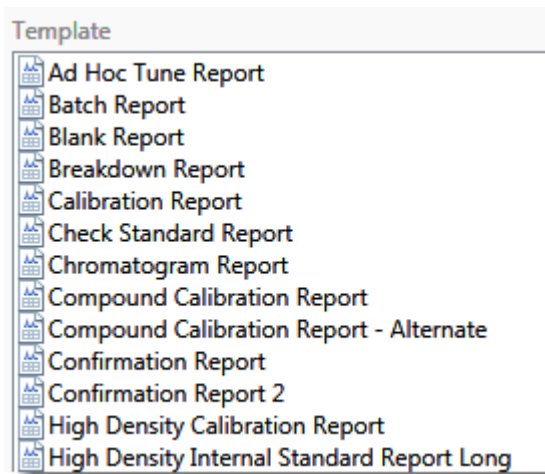 Template
Ad Hoc Tune Report
Batch Report
Blank Report
Breakdown Report
Calibration Report
Check Standard Report
Chromatogram Report
Compound Calibration Report
Compound Calibration Report - Alternate
Confirmation Report
Confirmation Report 2
High Density Calibration Report
High Density Internal Standard Report Long